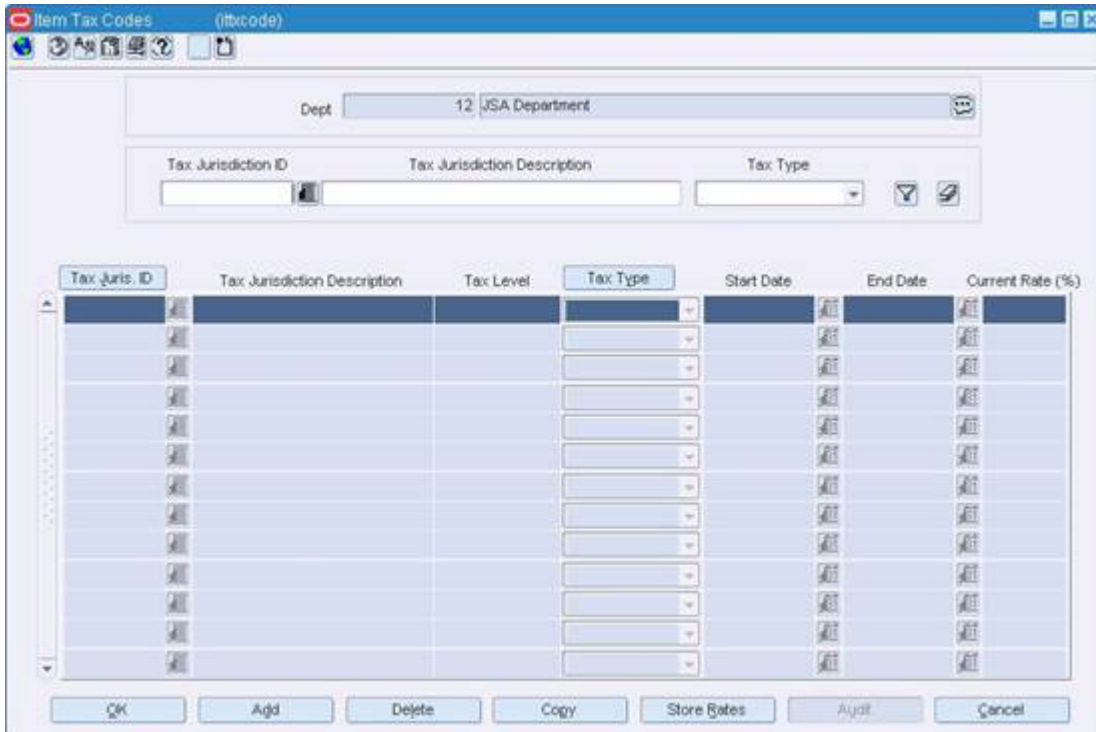 Item Tax Codes (ittxcode)
Dept 12 JSA Department
Tax Jurisdiction ID Tax Jurisdiction Description Tax Type
Tax Juris. ID Tax Jurisdiction Description Tax Level Tax Type Start Date End Date Current Rate (%)
OK Add Delete Copy Store Rates Audit Cancel